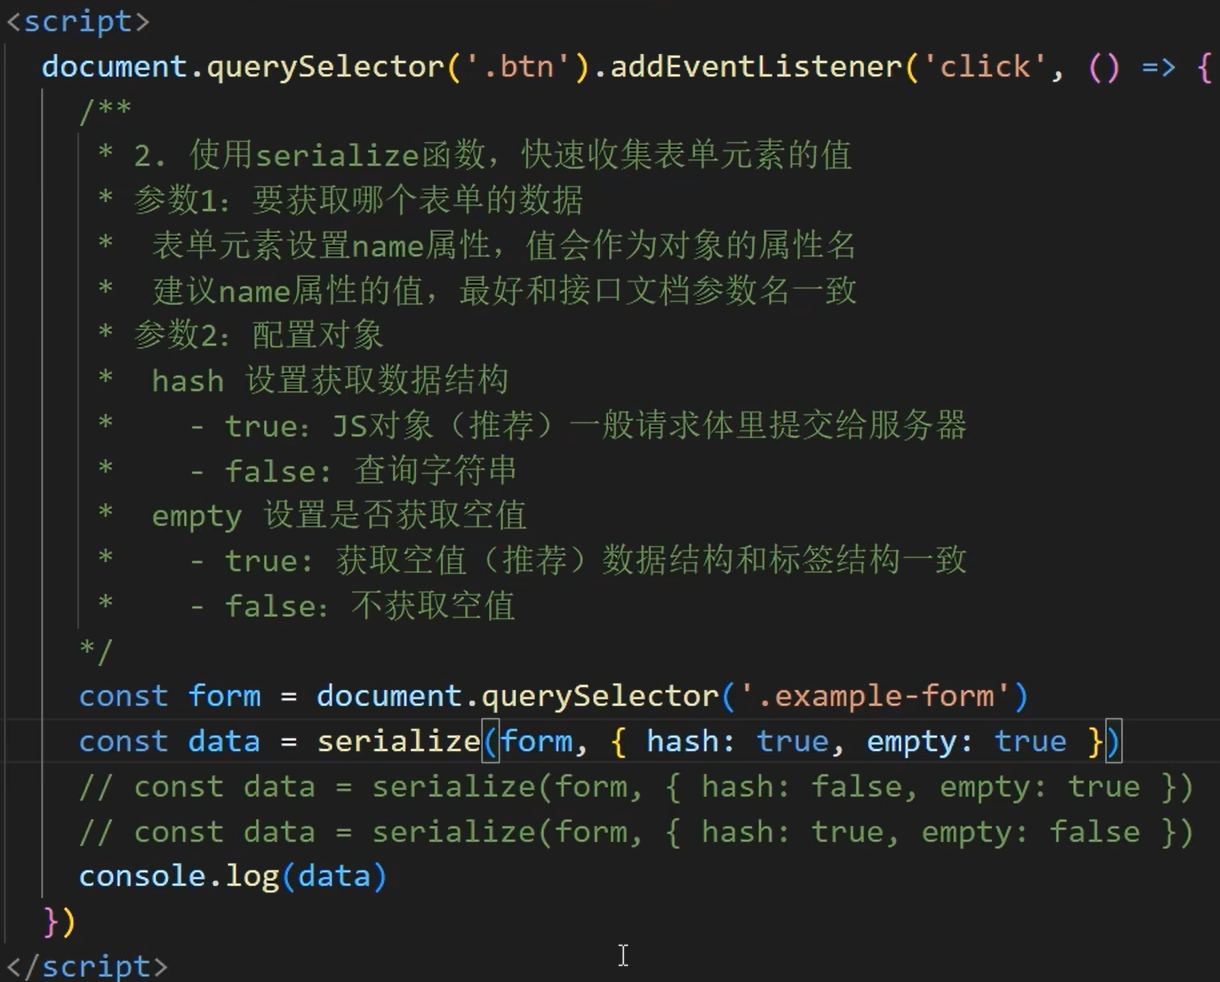 <script>
document.querySelector('.btn').addEventListener('click', () => {
/**
* 2. 使用serialize函数，快速收集表单元素的值
* 参数1：要获取哪个表单的数据
* 表单元素设置name属性，值会作为对象的属性名
* 建议name属性的值，最好和接口文档参数名一致
* 参数2：配置对象
* hash 设置获取数据结构
* - true：JS对象（推荐）一般请求体里提交给服务器
* - false: 查询字符串
* empty 设置是否获取空值
* - true: 获取空值（推荐）数据结构和标签结构一致
* - false：不获取空值
*/
const form = document.querySelector('.example-form')
const data = serialize(form, { hash: true, empty: true })
// const data = serialize(form, { hash: false, empty: true })
// const data = serialize(form, { hash: true, empty: false })
console.log(data)
})
</script>